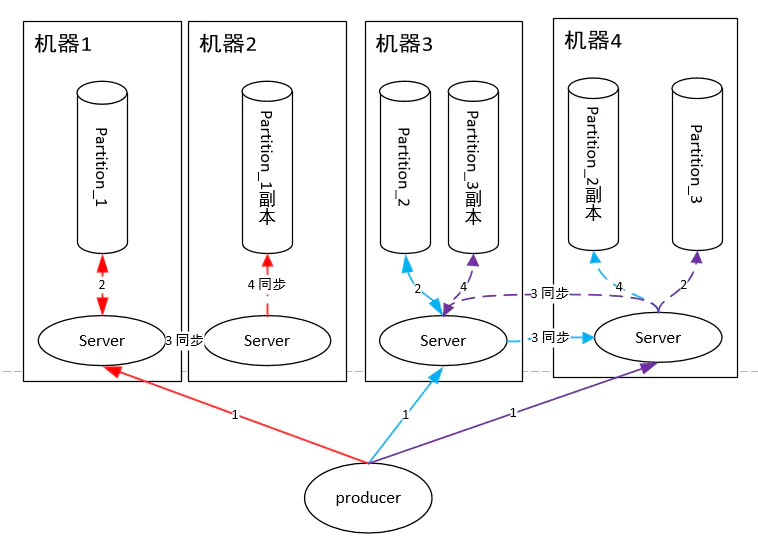 机器1
机器2
机器3
机器4
Partition_1
Partition_1副本
Partition_2
Partition_3副本
Partition_2副本
Partition_3
2
4 同步
2
4
3 同步
4
2
Server
3 同步
Server
Server
3 同步
Server
1
1
1
producer